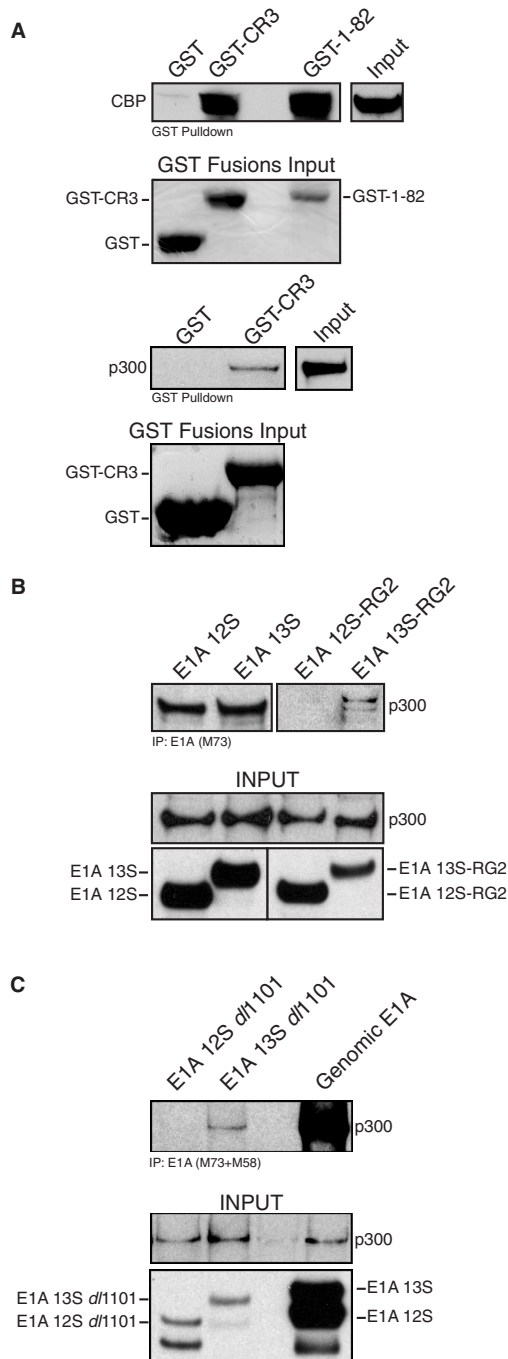 A
GST
GST-CR3
GST-1-82
Input
CBP
GST Pulldown
GST Fusions Input
GST-CR3 –
–GST-1-82
GST–
GST
GST-CR3
Input
p300
GST Pulldown
GST Fusions Input
GST-CR3 –
GST–
B
E1A 12S
E1A 13S
E1A 12S-RG2
E1A 13S-RG2
p300
IP: E1A (M73)
INPUT
p300
E1A 13S–
–E1A 13S-RG2
E1A 12S–
–E1A 12S-RG2
C
E1A 12S dl1101
E1A 13S dl1101
Genomic E1A
p300
IP: E1A (M73+M58)
INPUT
p300
–E1A 13S
E1A 13S dl1101 –
E1A 12S dl1101 –
–E1A 12S